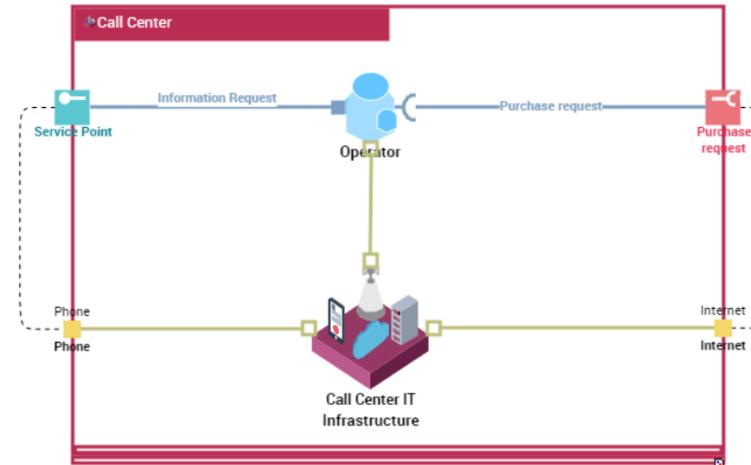 Call Center
Information Request
Purchase request
Service Point
Operator
Purchase
request
Phone
Internet
Phone
Internet
Call Center IT
Infrastructure